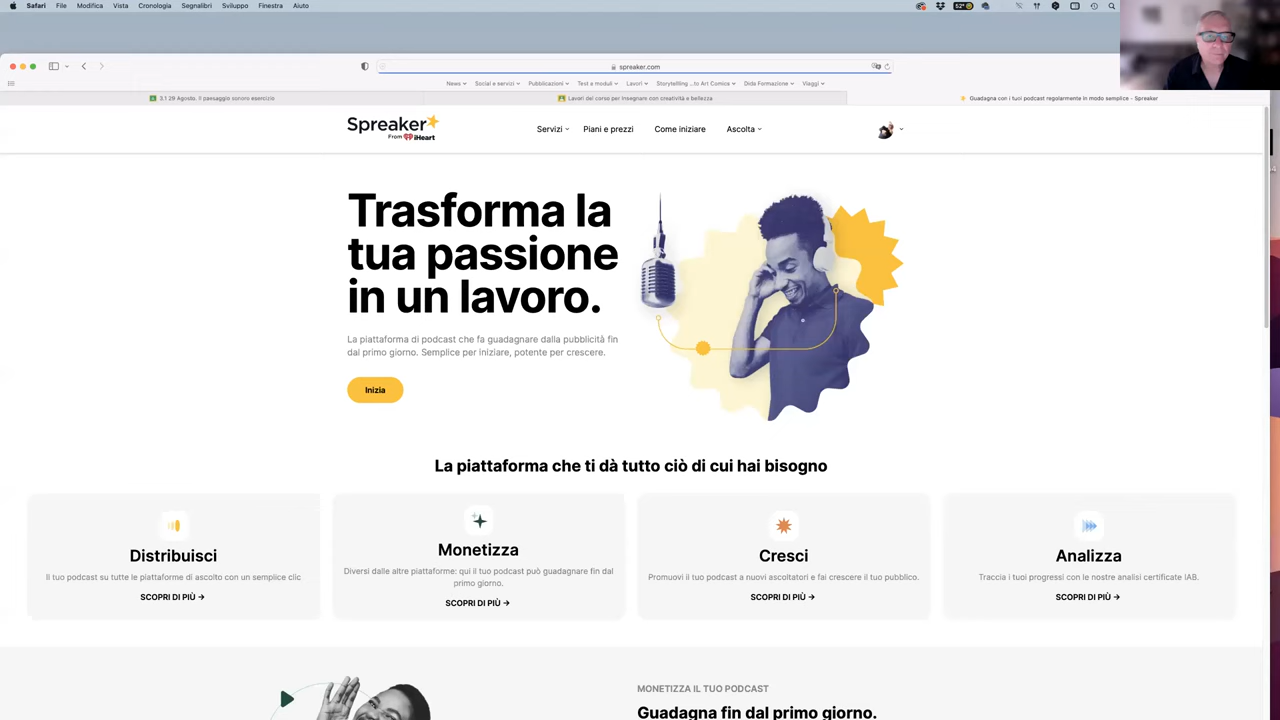 Safari File Modifica Vista Cronologia Segnalibri Sviluppo Finestra Aiuto
52°
spreaker.com
News Social e servizi Pubblicazioni Test e moduli Lavori Storytelling ...to Art Comics Dida Formazione Viaggi
3.1 29 Agosto. Il paesaggio sonoro esercizio
Lavori del corso per Insegnare con creatività e bellezza
Guadagna con i tuoi podcast regolarmente in modo semplice - Spreaker
Spreaker
From iHeart
Servizi Piani e prezzi Come iniziare Ascolta
Trasforma la
tua passione
in un lavoro.
La piattaforma di podcast che fa guadagnare dalla pubblicità fin
dal primo giorno. Semplice per iniziare, potente per crescere.
Inizia
La piattaforma che ti dà tutto ciò di cui hai bisogno
Distribuisci
Il tuo podcast su tutte le piattaforme di ascolto con un semplice clic
SCOPRI DI PIÙ →
Monetizza
Diversi dalle altre piattaforme: qui il tuo podcast può guadagnare fin dal
primo giorno.
SCOPRI DI PIÙ →
Cresci
Promuovi il tuo podcast a nuovi ascoltatori e fai crescere il tuo pubblico.
SCOPRI DI PIÙ →
Analizza
Traccia i tuoi progressi con le nostre analisi certificate IAB.
SCOPRI DI PIÙ →
MONETIZZA IL TUO PODCAST
Guadagna fin dal primo giorno.